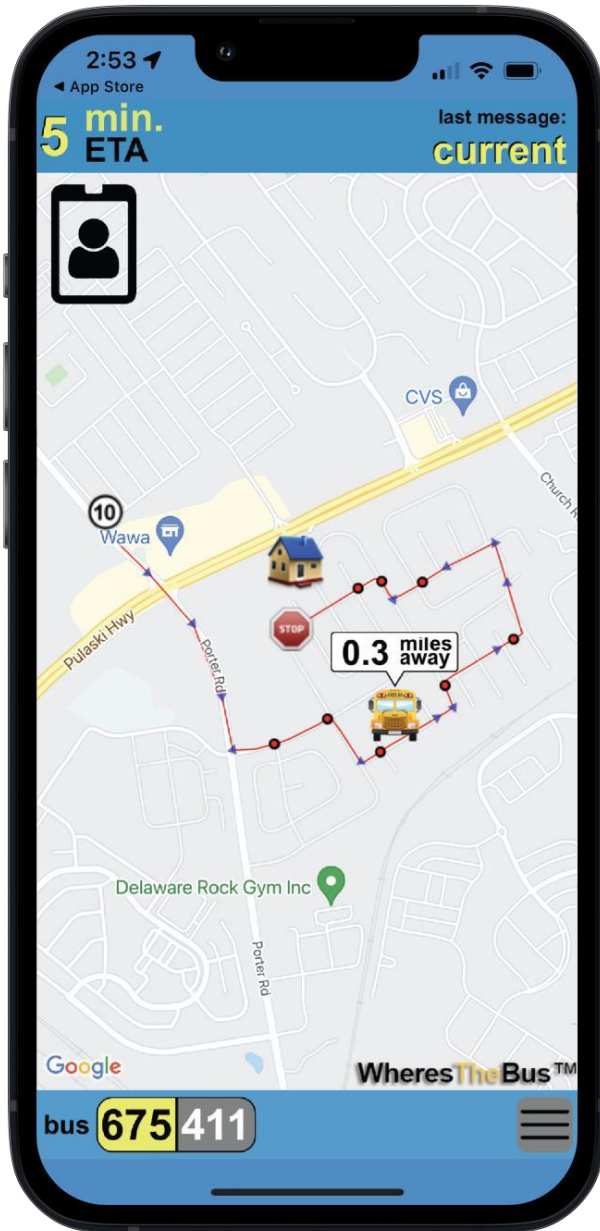 2:53
◀ App Store
5 min.
ETA
last message:
current
CVS
Church R
10
Wawa
STOP
Pulaski Hwy
Porter Rd
0.3 miles
away
Delaware Rock Gym Inc
Porter Rd
Google
WheresTheBus™
bus 675 411